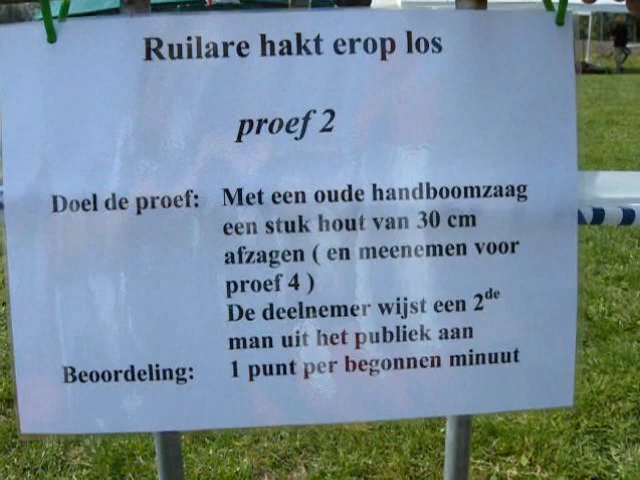 Ruilare hakt erop los
proef 2
Doel de proef: Met een oude handboomzaag
een stuk hout van 30 cm
afzagen ( en meenemen voor
proef 4 )
De deelnemer wijst een 2de
man uit het publiek aan
Beoordeling: 1 punt per begonnen minuut